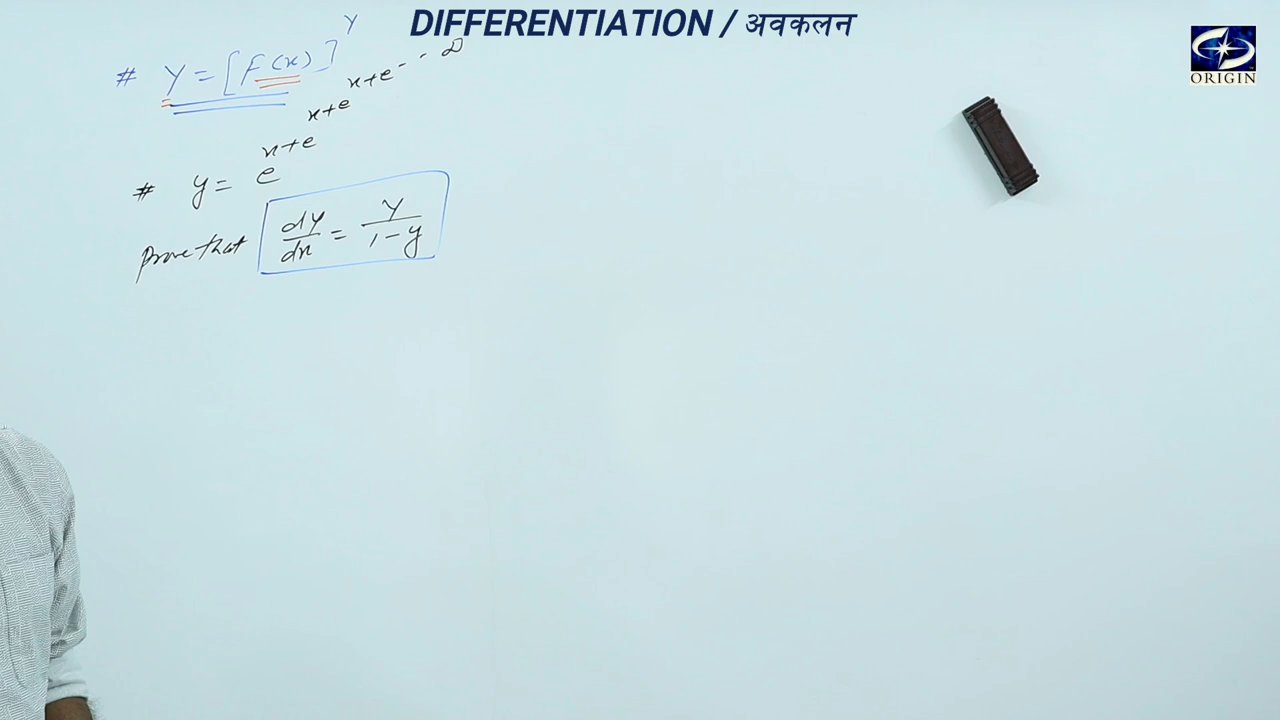 DIFFERENTIATION / अवकलन
ORIGIN
# Y = [F(x)]^Y
# y = e^x+e^x+e^x+e^- - ∞
Prove that dy/dx = y/1-y